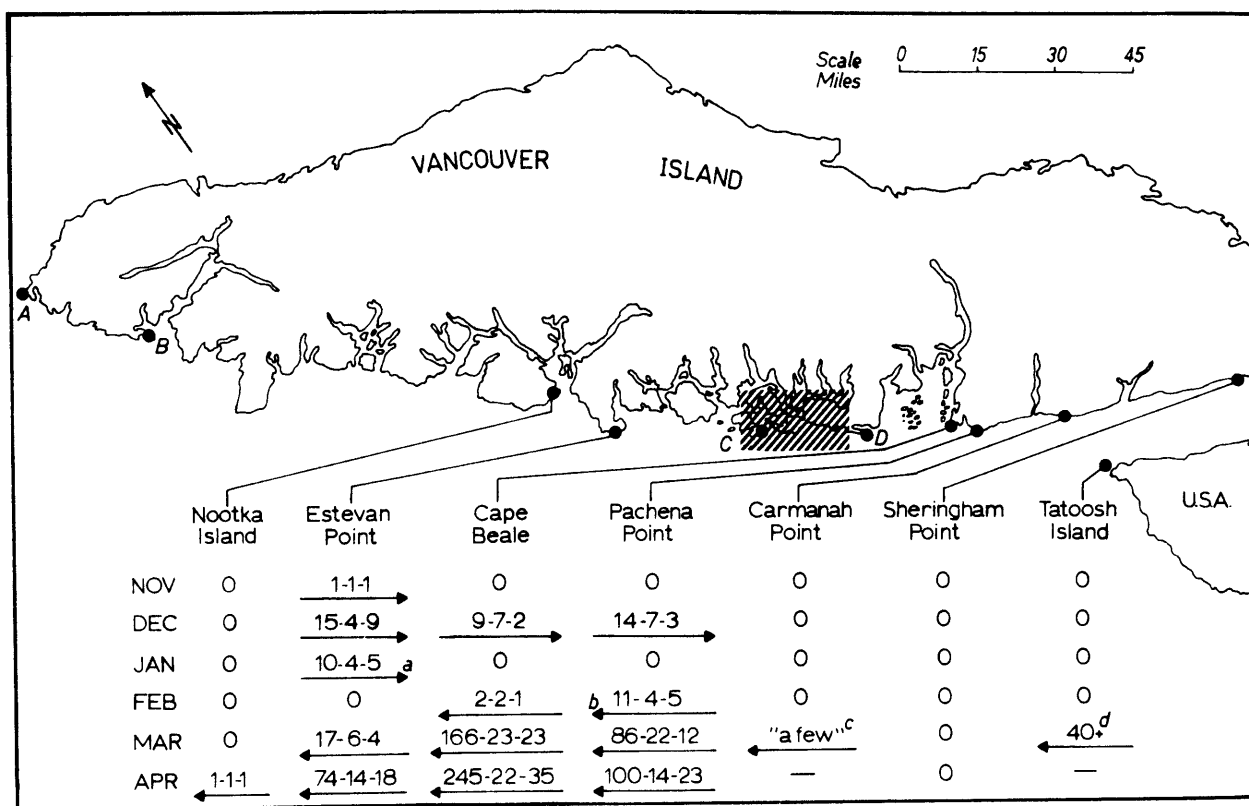 Scale 0 15 30 45
Miles
N
VANCOUVER ISLAND
A
B
C
D
U.S.A.
Nootka Island
Estevan Point
Cape Beale
Pachena Point
Carmanah Point
Sheringham Point
Tatoosh Island
NOV 0 1-1-1 0 0 0 0 0
DEC 0 15-4-9 9-7-2 14-7-3 0 0 0
JAN 0 10-4-5 a 0 0 0 0 0
FEB 0 0 2-2-1 b 11-4-5 0 0 0
MAR 0 17-6-4 166-23-23 86-22-12 "a few" c 0 40+ d
APR 1-1-1 74-14-18 245-22-35 100-14-23 — 0 —